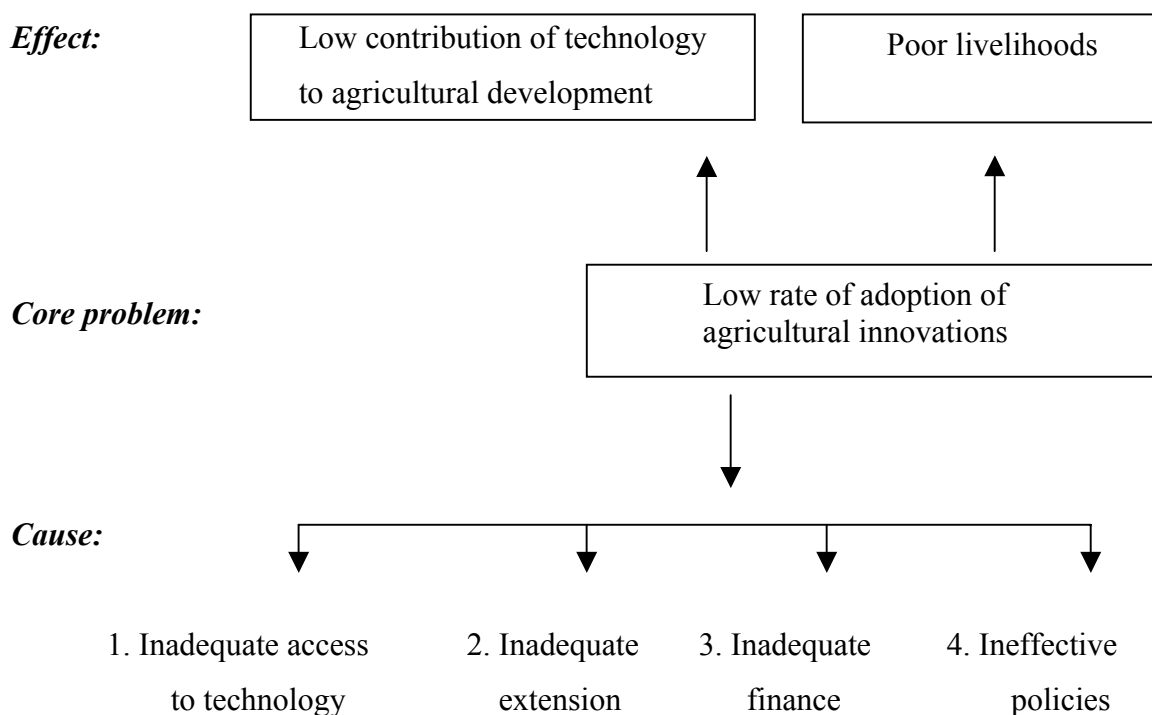 Effect:
Low contribution of technology
to agricultural development
Poor livelihoods
Core problem:
Low rate of adoption of
agricultural innovations
Cause:
1. Inadequate access
to technology
2. Inadequate
extension
3. Inadequate
finance
4. Ineffective
policies